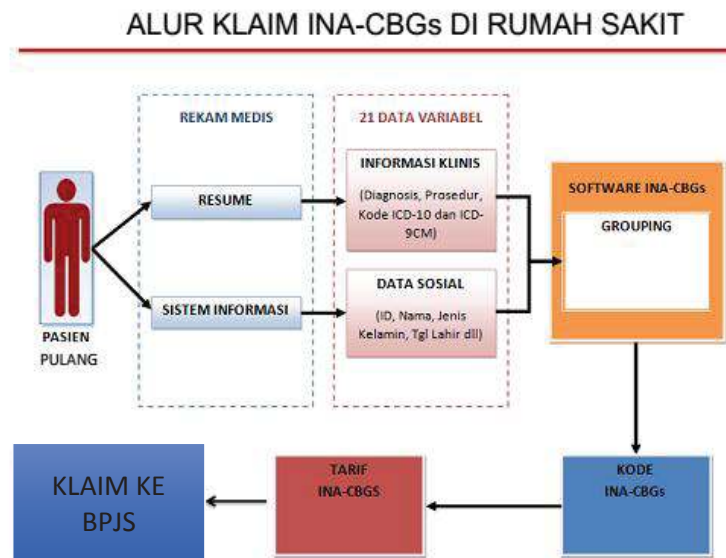 ALUR KLAIM INA-CBGs DI RUMAH SAKIT
REKAM MEDIS
21 DATA VARIABEL
PASIEN
PULANG
RESUME
SISTEM INFORMASI
INFORMASI KLINIS
(Diagnosis, Prosedur,
Kode ICD-10 dan ICD-
9CM)
DATA SOSIAL
(ID, Nama, Jenis
Kelamin, Tgl Lahir dll)
SOFTWARE INA-CBGs
GROUPING
KODE
INA-CBGs
TARIF
INA-CBGS
KLAIM KE
BPJS